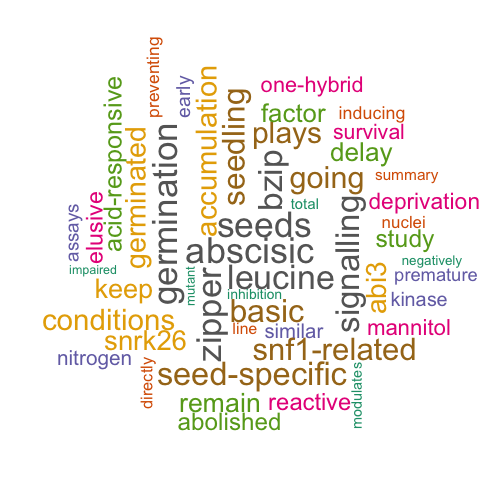 preventing
early
one-hybrid
acid-responsive
accumulation
seedling
factor
inducing
plays
survival
germinated
germination
bzip
delay
going
summary
total
deprivation
assays
elusive
seeds
signalling
nuclei
study
abscisic
negatively
impaired
mutant
leucine
abi3
premature
keep
zipper
inhibition
kinase
basic
conditions
line
similar
mannitol
snrk26
snf1-related
nitrogen
directly
seed-specific
modulates
remain
reactive
abolished